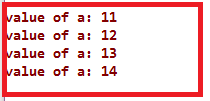 value of a: 11
value of a: 12
value of a: 13
value of a: 14